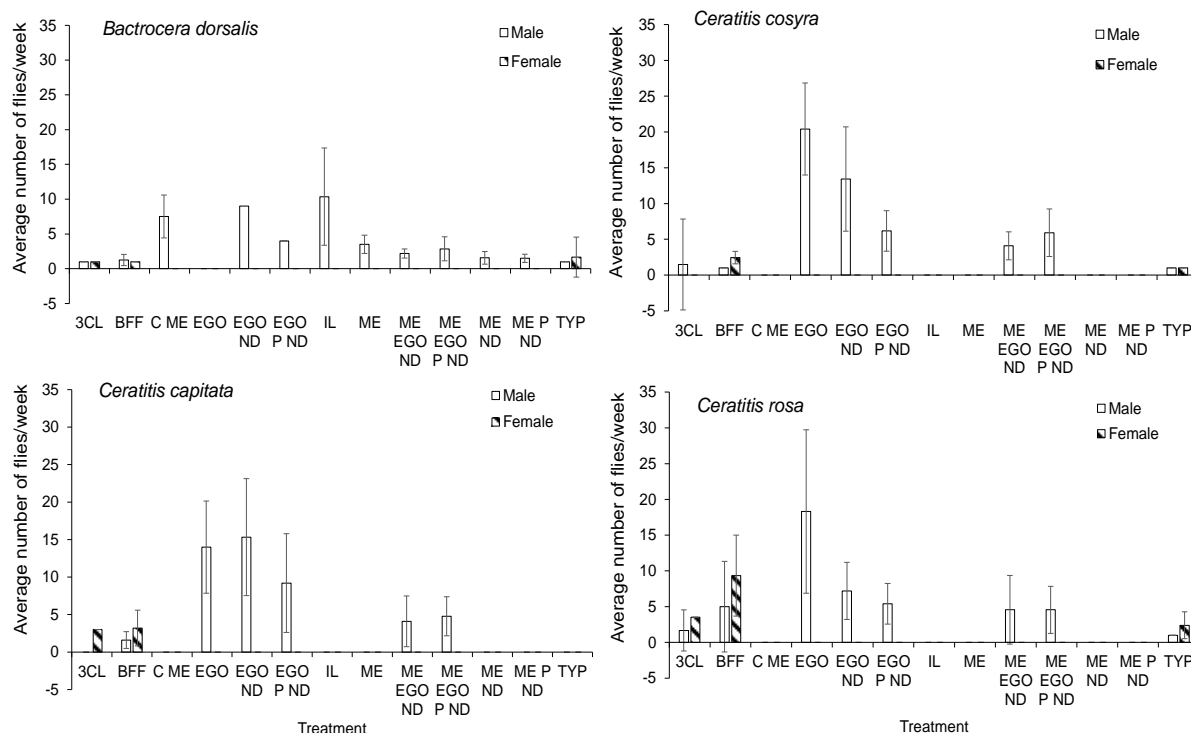 Bactrocera dorsalis
Male
Female
Average number of flies/week
35
30
25
20
15
10
5
0
-5
3CL BFF C ME EGO EGO EGO IL ME ME ME ME ME P TYP
ND P ND EGO EGO ND ND
ND P ND
Ceratitis cosyra
Male
Female
Average number of flies/week
35
30
25
20
15
10
5
0
-5
3CL BFF C ME EGO EGO EGO IL ME ME ME ME ME P TYP
ND P ND EGO EGO ND ND
ND P ND
Ceratitis capitata
Male
Female
Average number of flies/week
35
30
25
20
15
10
5
0
-5
3CL BFF C ME EGO EGO EGO IL ME ME ME ME ME P TYP
ND P ND EGO EGO ND ND
ND P ND
Treatment
Ceratitis rosa
Male
Female
Average number of flies/week
35
30
25
20
15
10
5
0
-5
3CL BFF C ME EGO EGO EGO IL ME ME ME ME ME P TYP
ND P ND EGO EGO ND ND
ND P ND
Treatment